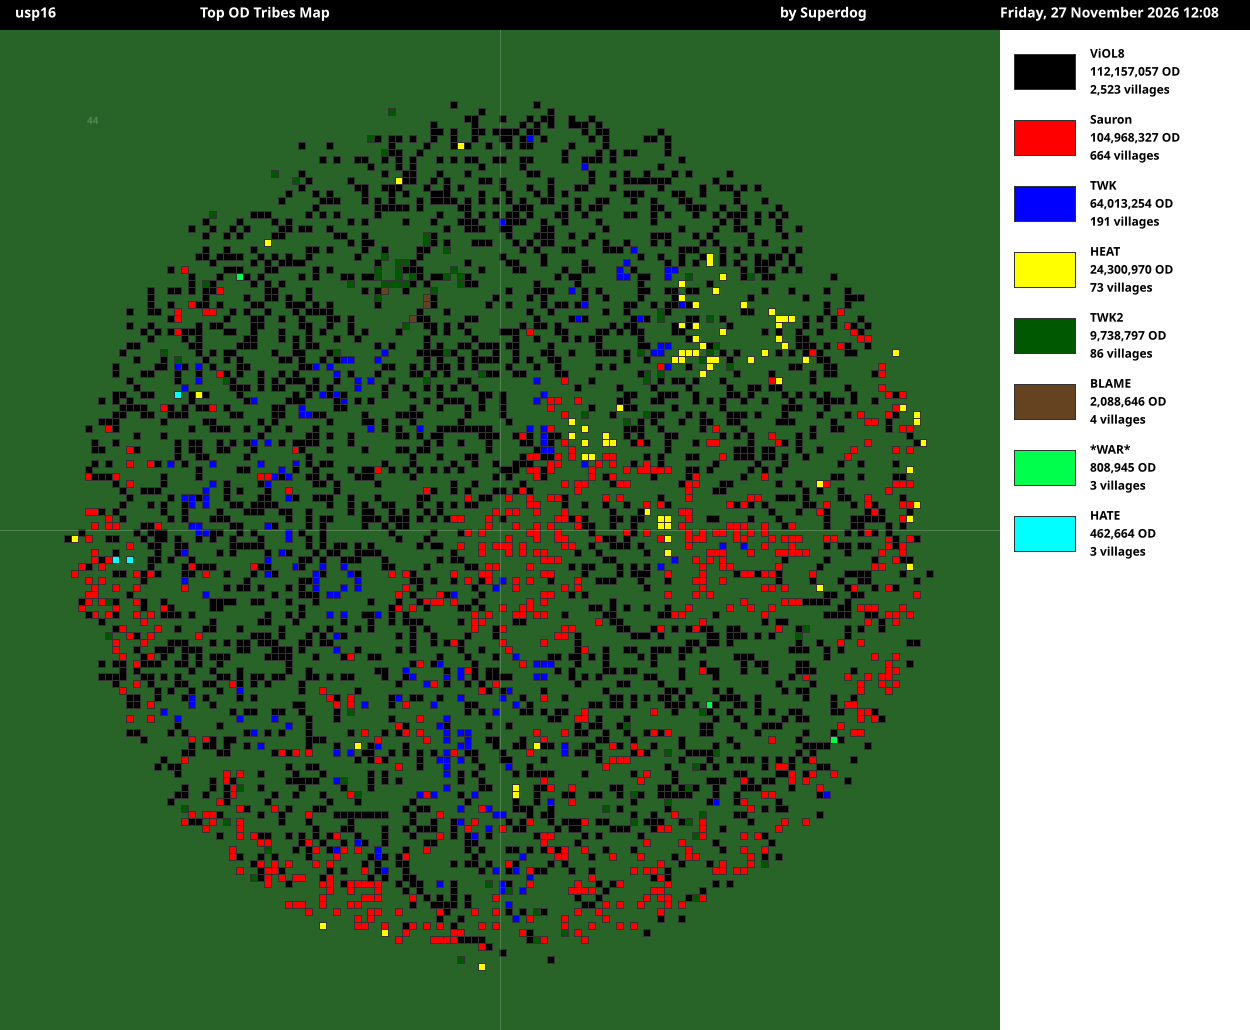 usp16 Top OD Tribes Map by Superdog Friday, 27 November 2026 12:08
44
ViOL8
112,157,057 OD
2,523 villages
Sauron
104,968,327 OD
664 villages
TWK
64,013,254 OD
191 villages
HEAT
24,300,970 OD
73 villages
TWK2
9,738,797 OD
86 villages
BLAME
2,088,646 OD
4 villages
*WAR*
808,945 OD
3 villages
HATE
462,664 OD
3 villages